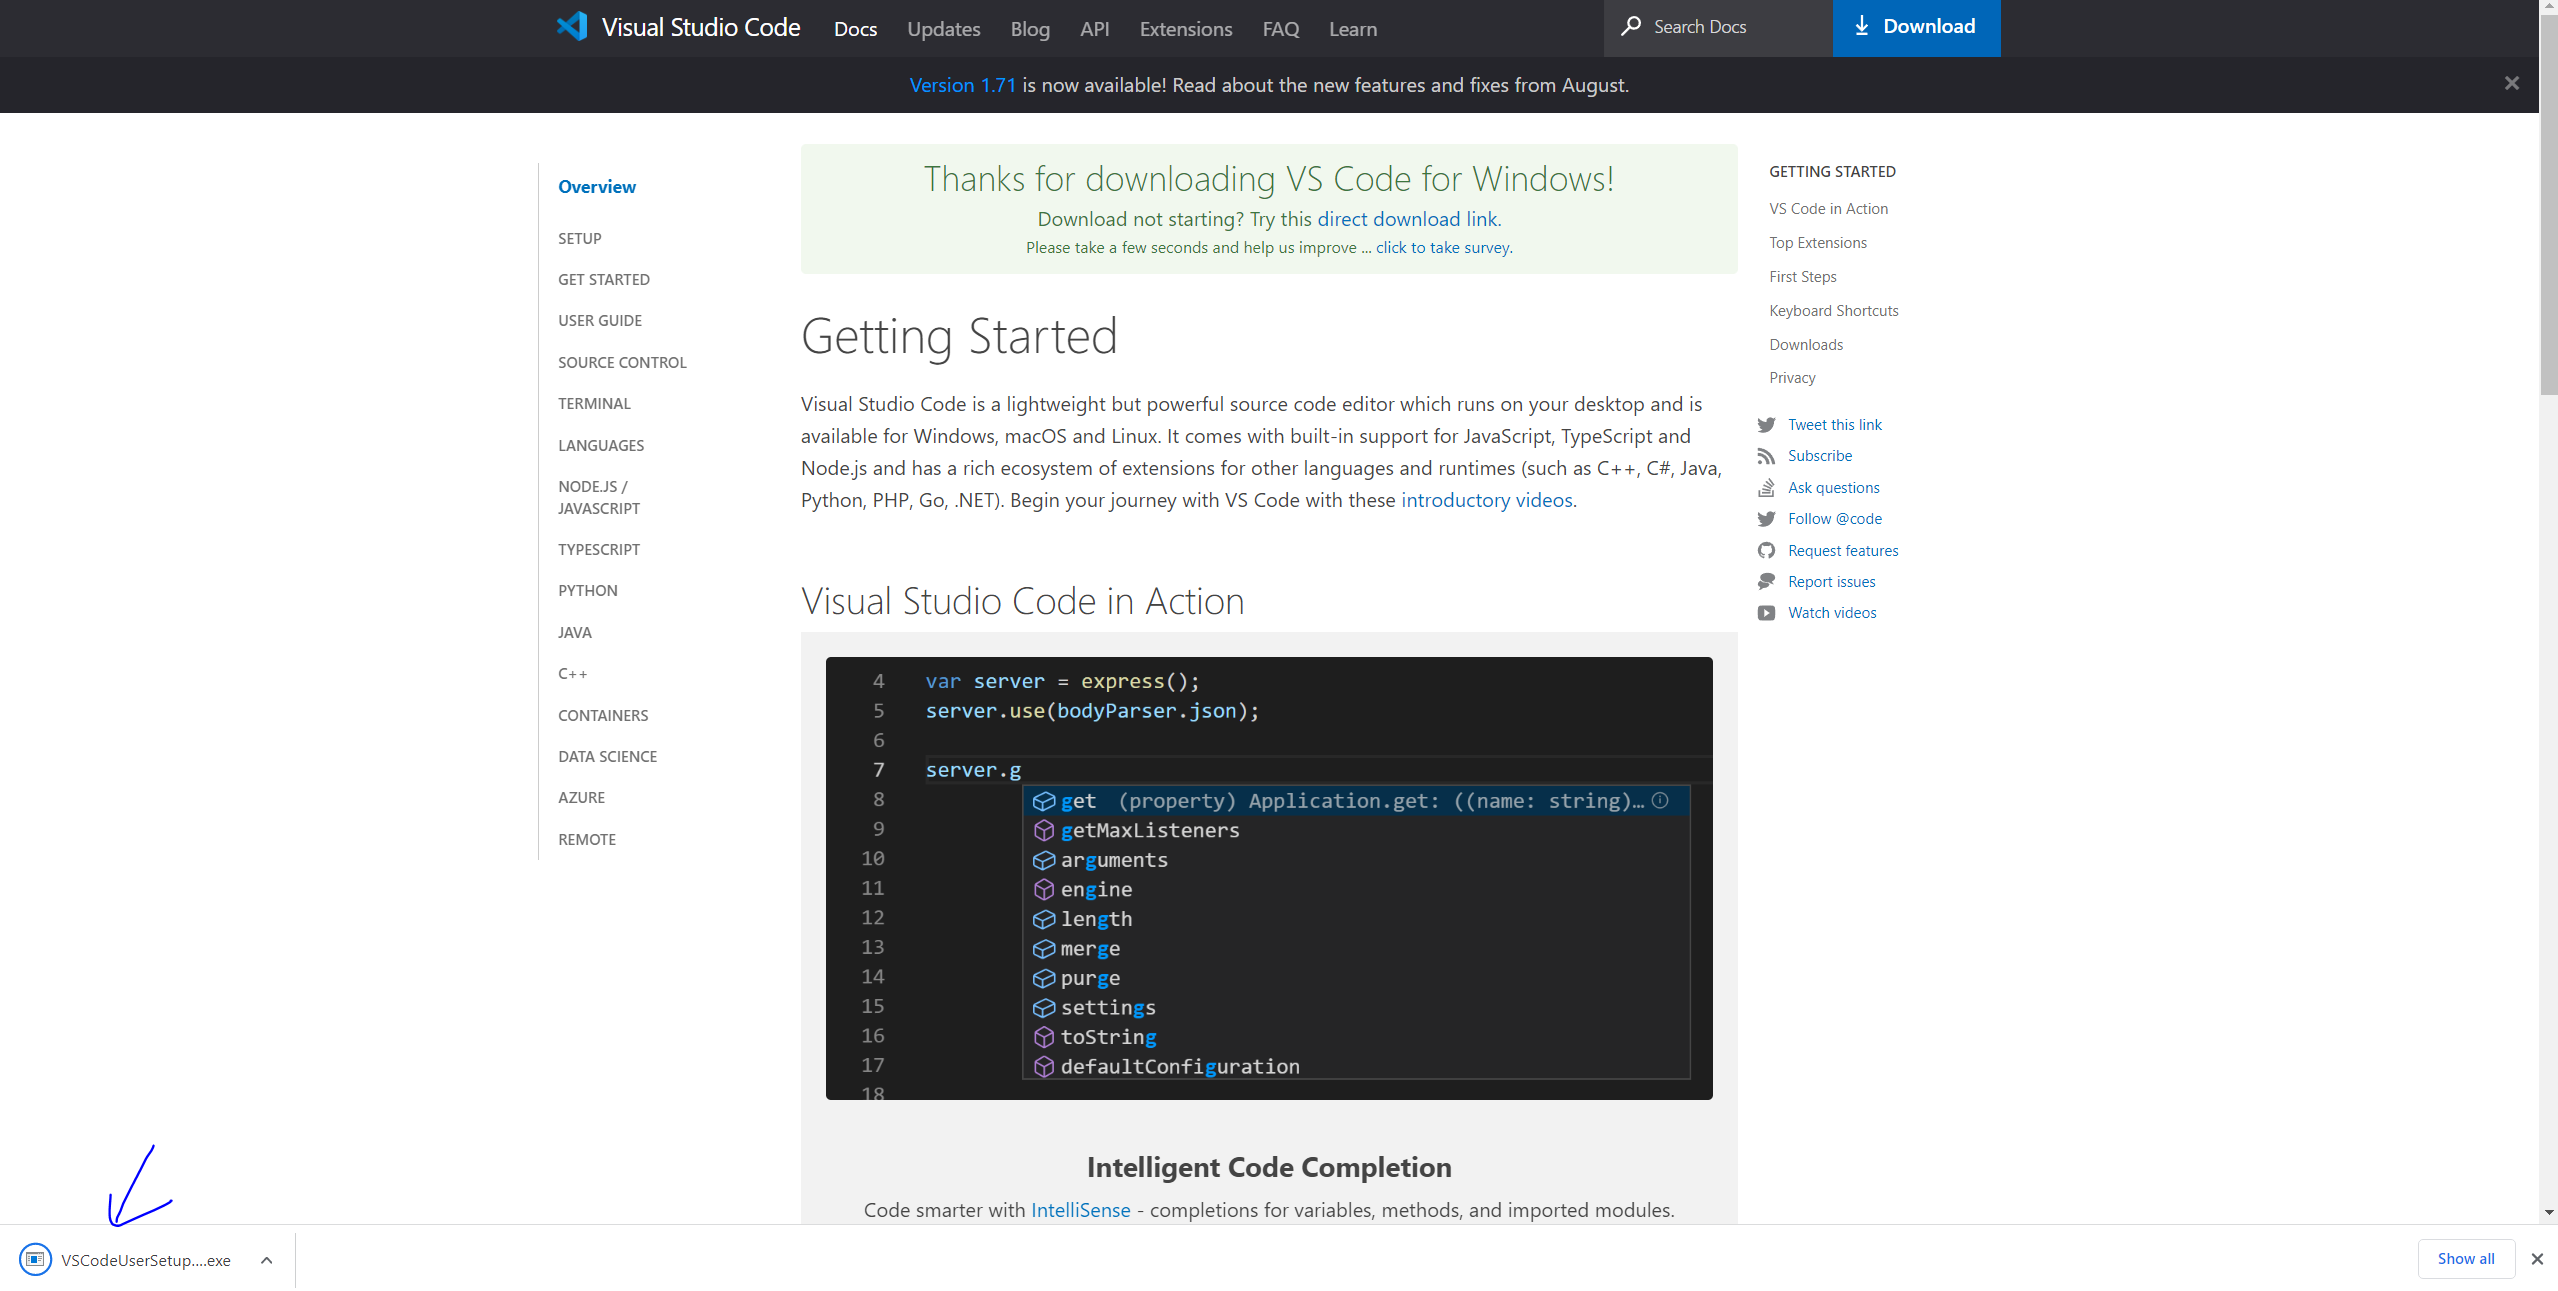 Visual Studio Code Docs Updates Blog API Extensions FAQ Learn Search Docs Download
Version 1.71 is now available! Read about the new features and fixes from August.
Overview
SETUP
GET STARTED
USER GUIDE
SOURCE CONTROL
TERMINAL
LANGUAGES
NODE.JS /
JAVASCRIPT
TYPESCRIPT
PYTHON
JAVA
C++
CONTAINERS
DATA SCIENCE
AZURE
REMOTE
Thanks for downloading VS Code for Windows!
Download not starting? Try this direct download link.
Please take a few seconds and help us improve ... click to take survey.
Getting Started
Visual Studio Code is a lightweight but powerful source code editor which runs on your desktop and is
available for Windows, macOS and Linux. It comes with built-in support for JavaScript, TypeScript and
Node.js and has a rich ecosystem of extensions for other languages and runtimes (such as C++, C#, Java,
Python, PHP, Go, .NET). Begin your journey with VS Code with these introductory videos.
Visual Studio Code in Action
4 var server = express();
5 server.use(bodyParser.json);
6
7 server.g
8 get (property) Application.get: ((name: string)…
9 getMaxListeners
10 arguments
11 engine
12 length
13 merge
14 purge
15 settings
16 toString
17 defaultConfiguration
18
Intelligent Code Completion
Code smarter with IntelliSense - completions for variables, methods, and imported modules.
GETTING STARTED
VS Code in Action
Top Extensions
First Steps
Keyboard Shortcuts
Downloads
Privacy
Tweet this link
Subscribe
Ask questions
Follow @code
Request features
Report issues
Watch videos
VSCodeUserSetup....exe
Show all